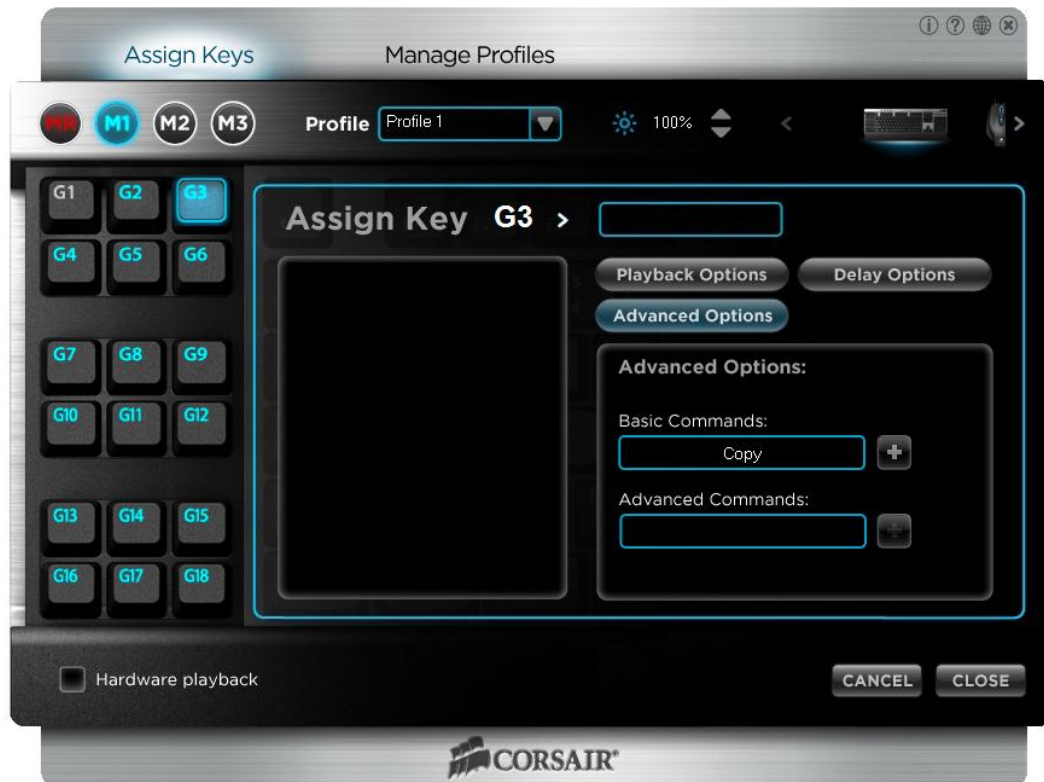 Assign Keys
Manage Profiles
MR M1 M2 M3
Profile Profile 1
100%
G1 G2 G3
G4 G5 G6
G7 G8 G9
G10 G11 G12
G13 G14 G15
G16 G17 G18
Assign Key G3 >
Playback Options
Delay Options
Advanced Options
Advanced Options:
Basic Commands:
Copy
Advanced Commands:
Hardware playback
CANCEL
CLOSE
CORSAIR